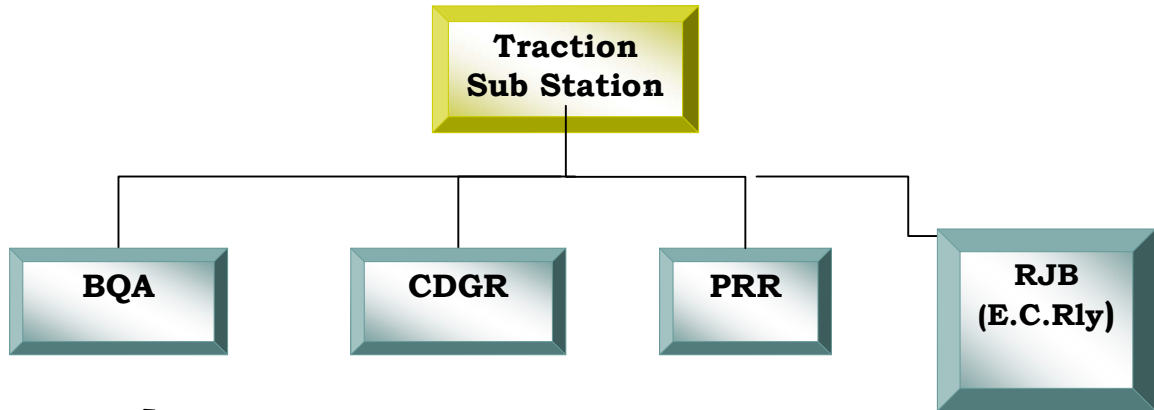 Traction
Sub Station
BQA
CDGR
PRR
RJB
(E.C.Rly)